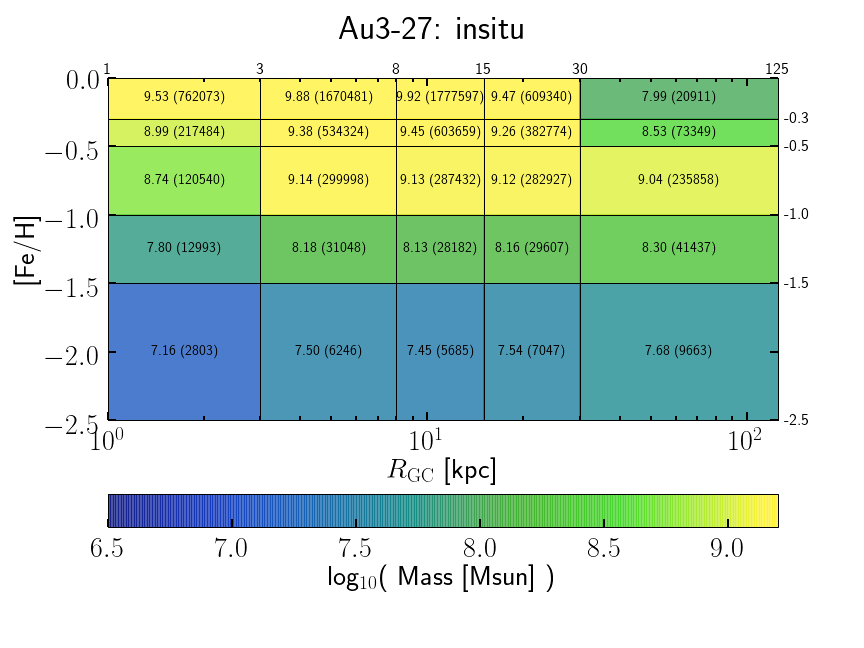 Au3-27: insitu
1 3 8 15 30 125
0.0 9.53 (762073) 9.88 (1670481) 9.92 (1777597) 9.47 (609340) 7.99 (20911)
-0.3
8.99 (217484) 9.38 (534324) 9.45 (603659) 9.26 (382774) 8.53 (73349)
−0.5 -0.5
8.74 (120540) 9.14 (299998) 9.13 (287432) 9.12 (282927) 9.04 (235858)
−1.0 -1.0
[Fe/H]
7.80 (12993) 8.18 (31048) 8.13 (28182) 8.16 (29607) 8.30 (41437)
−1.5 -1.5
−2.0 7.16 (2803) 7.50 (6246) 7.45 (5685) 7.54 (7047) 7.68 (9663)
−2.5 -2.5
10⁰ 10¹ 10²
R_GC [kpc]
6.5 7.0 7.5 8.0 8.5 9.0
log₁₀( Mass [Msun] )